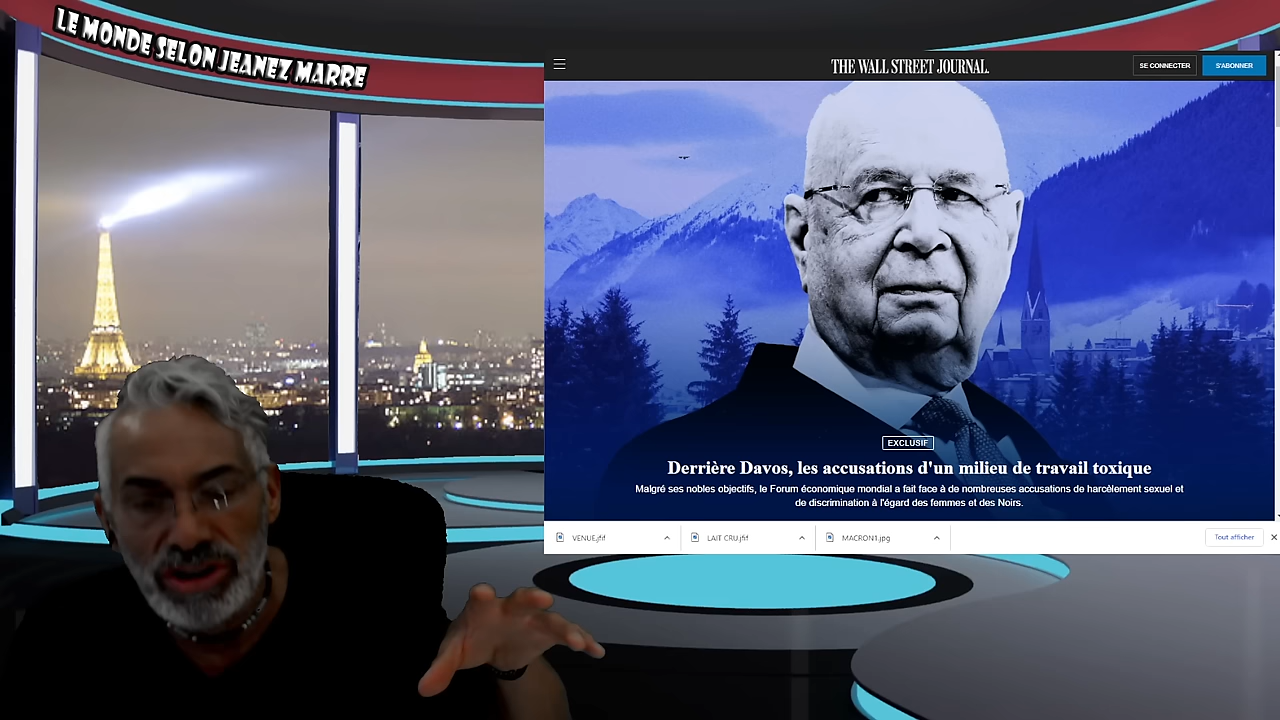 LE MONDE SELON JEANEZ MARRE
THE WALL STREET JOURNAL.
SE CONNECTER
S'ABONNER
EXCLUSIF
Derrière Davos, les accusations d'un milieu de travail toxique
Malgré ses nobles objectifs, le Forum économique mondial a fait face à de nombreuses accusations de harcèlement sexuel et
de discrimination à l'égard des femmes et des Noirs.
VENUE.jfif
LAIT CRU.jfif
MACRON1.jpg
Tout afficher